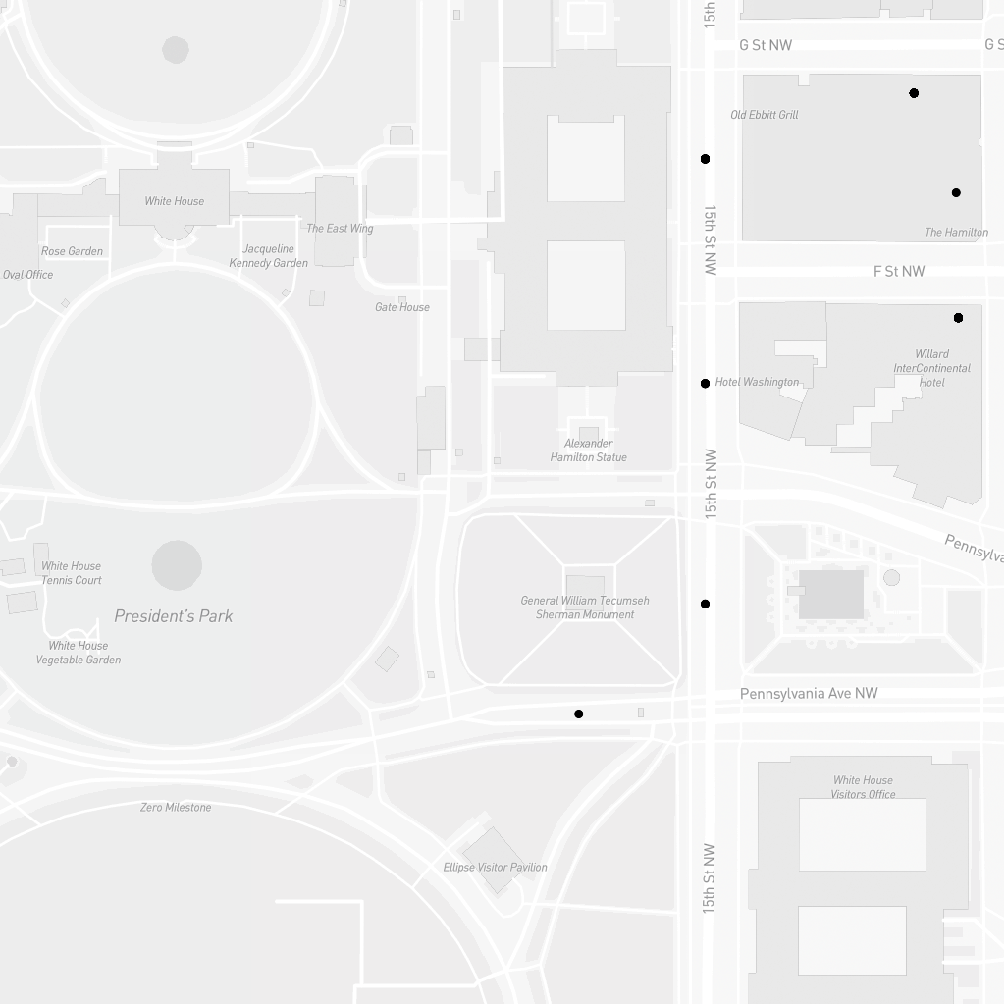 15th
G St NW
G S
Old Ebbitt Grill
White House
The East Wing
The Hamilton
15th St NW
Rose Garden
Jacqueline
Kennedy Garden
Oval Office
F St NW
Gate House
Willard
InterContinental
Hotel
Hotel Washington
Alexander
Hamilton Statue
15th St NW
Pennsylva
White House
Tennis Court
General William Tecumseh
Sherman Monument
President's Park
White House
Vegetable Garden
Pennsylvania Ave NW
White House
Visitors Office
Zero Milestone
Ellipse Visitor Pavilion
15th St NW